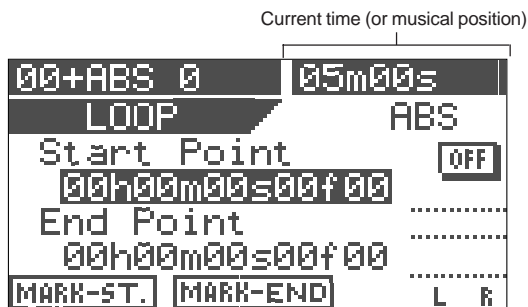 Current time (or musical position)
00+ABS 0 05m00s
LOOP ABS
Start Point OFF
00h00m00s00f00
End Point
00h00m00s00f00
MARK-ST. MARK-END L R